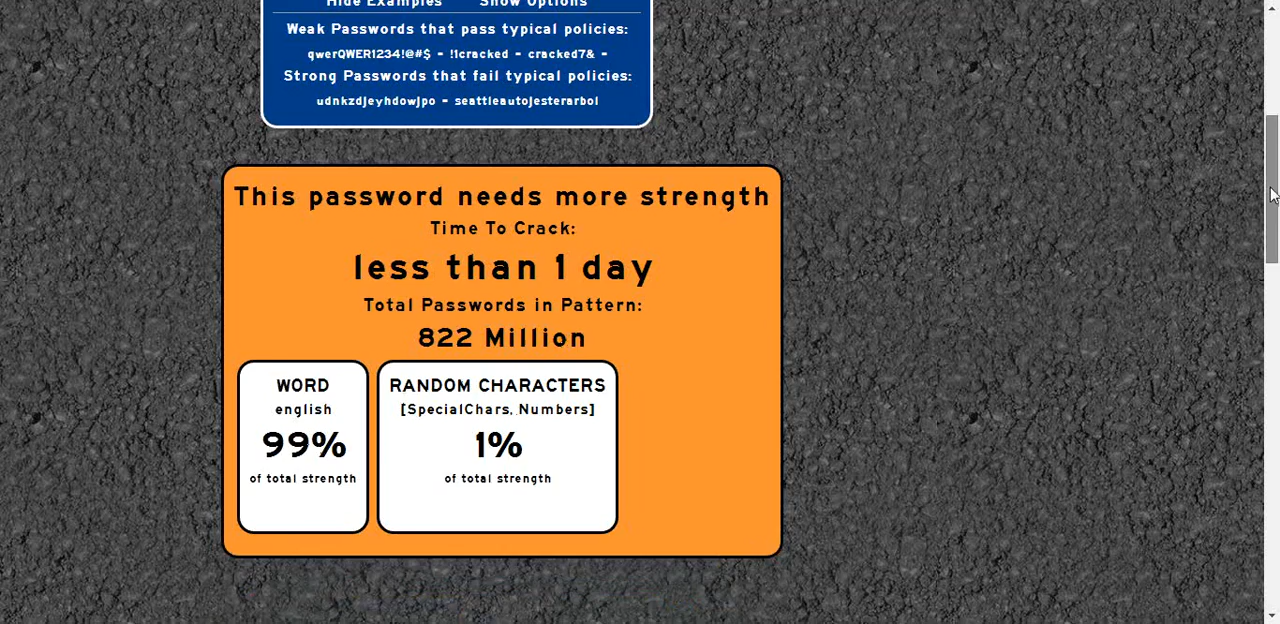 Hide Examples Show Options
Weak Passwords that pass typical policies:
qwerQWER1234!@#$ - !1cracked - cracked7& -
Strong Passwords that fail typical policies:
udnkzdjeyhdowjpo - seattleautojesterarbol
This password needs more strength
Time To Crack:
less than 1 day
Total Passwords in Pattern:
822 Million
WORD
english
99%
of total strength
RANDOM CHARACTERS
[SpecialChars, Numbers]
1%
of total strength